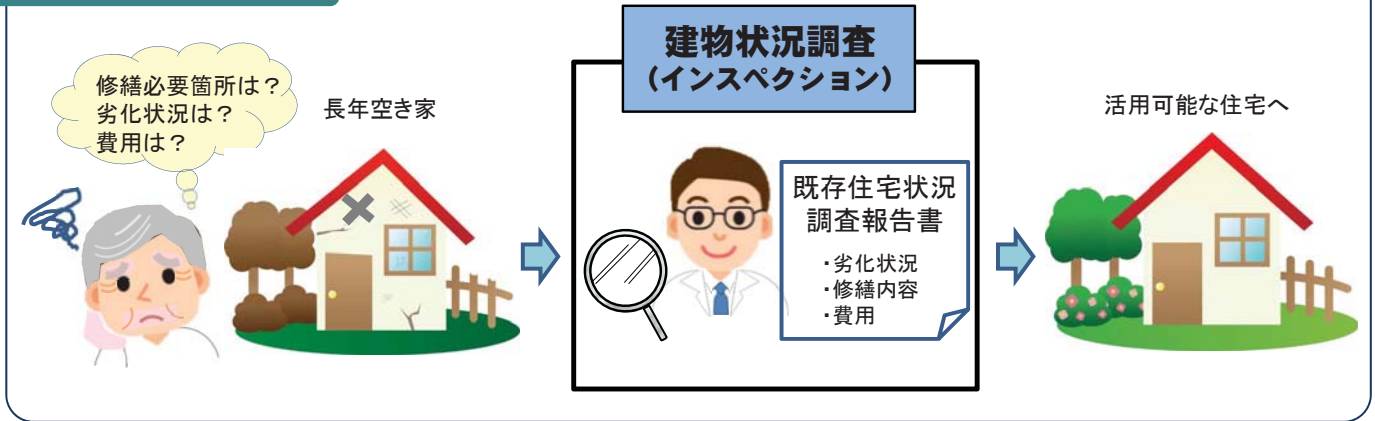 修繕必要箇所は?
劣化状況は?
費用は?
長年空き家
建物状況調査
(インスペクション)
既存住宅状況
調査報告書
・劣化状況
・修繕内容
・費用
活用可能な住宅へ